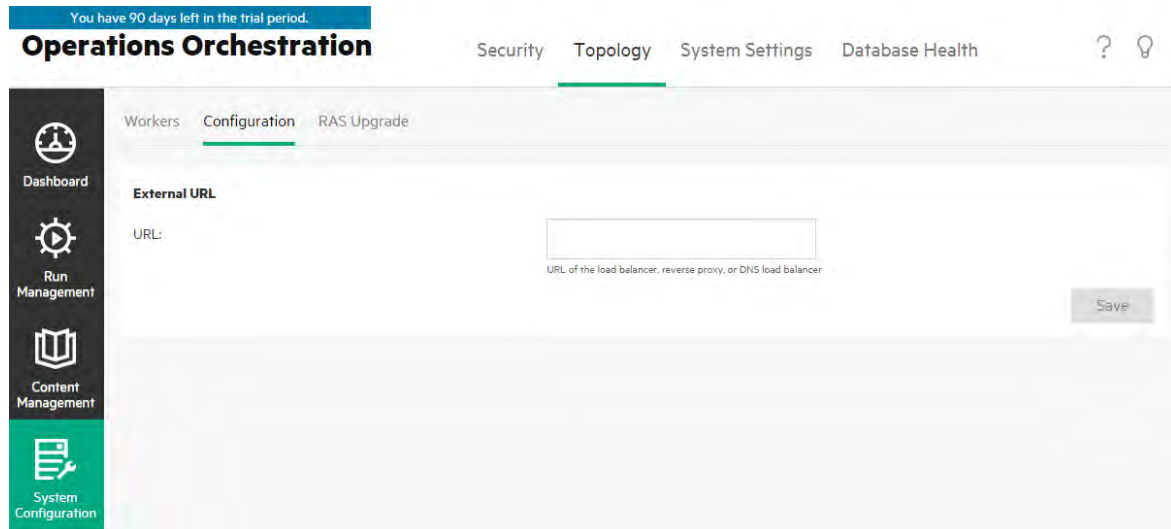 You have 90 days left in the trial period.
Operations Orchestration
Security Topology System Settings Database Health ?
Workers Configuration RAS Upgrade
Dashboard
External URL
URL:
URL of the load balancer, reverse proxy, or DNS load balancer
Run
Management
Save
Content
Management
System
Configuration